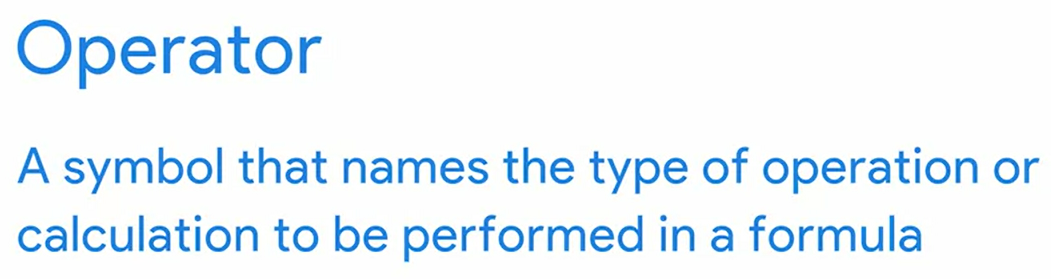 Operator
A symbol that names the type of operation or
calculation to be performed in a formula